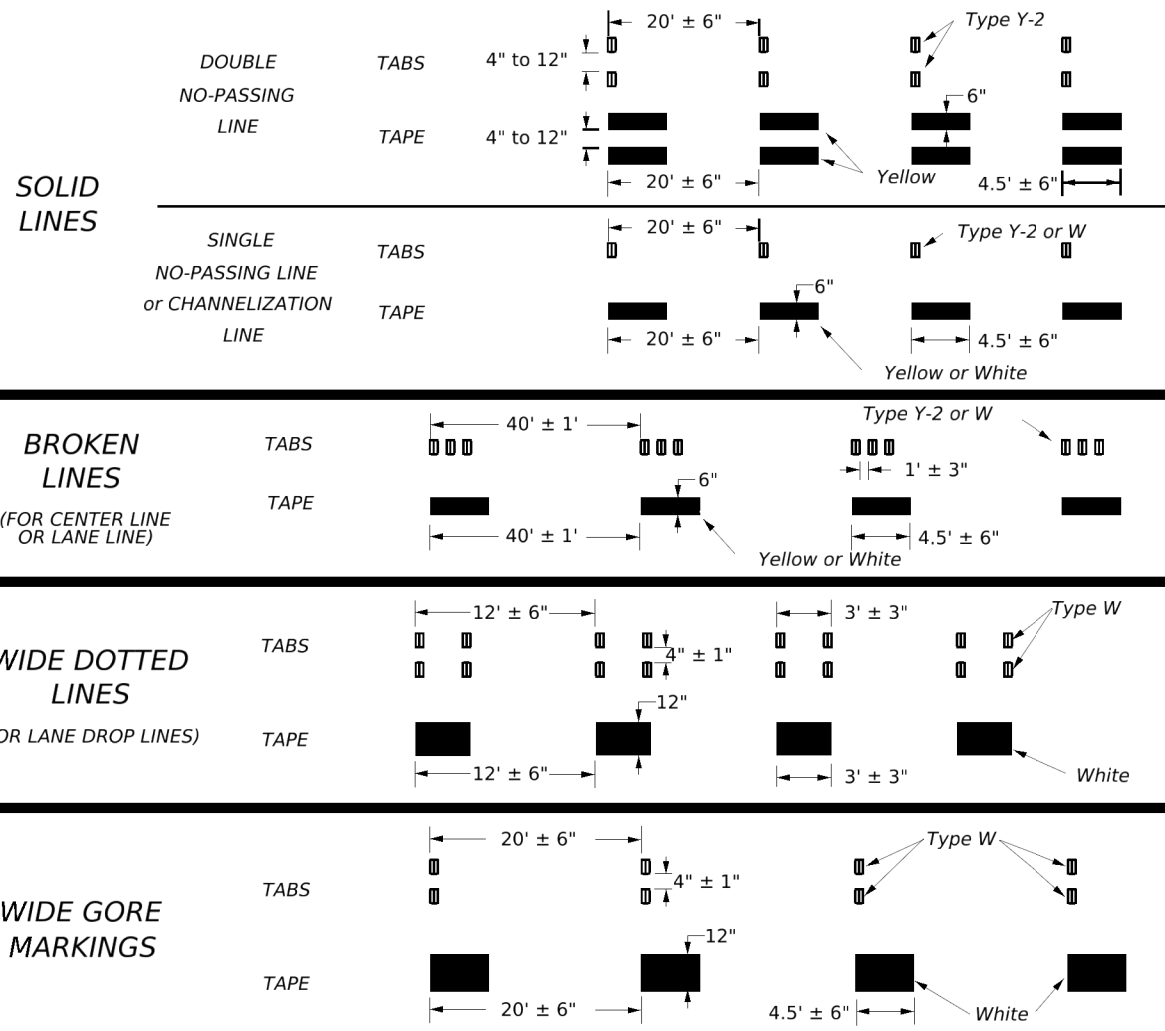 20' ± 6"
Type Y-2
DOUBLE
NO-PASSING
LINE
TABS
4" to 12"
6"
TAPE
4" to 12"
Yellow
20' ± 6"
4.5' ± 6"
SOLID
LINES
20' ± 6"
Type Y-2 or W
SINGLE
NO-PASSING LINE
or CHANNELIZATION
LINE
TABS
6"
TAPE
20' ± 6"
4.5' ± 6"
Yellow or White
BROKEN
LINES
(FOR CENTER LINE
OR LANE LINE)
40' ± 1'
Type Y-2 or W
TABS
1' ± 3"
6"
TAPE
40' ± 1'
4.5' ± 6"
Yellow or White
WIDE DOTTED
LINES
OR LANE DROP LINES)
12' ± 6"
3' ± 3"
Type W
TABS
4" ± 1"
12"
TAPE
12' ± 6"
3' ± 3"
White
WIDE GORE
MARKINGS
20' ± 6"
Type W
TABS
4" ± 1"
12"
TAPE
20' ± 6"
4.5' ± 6"
White